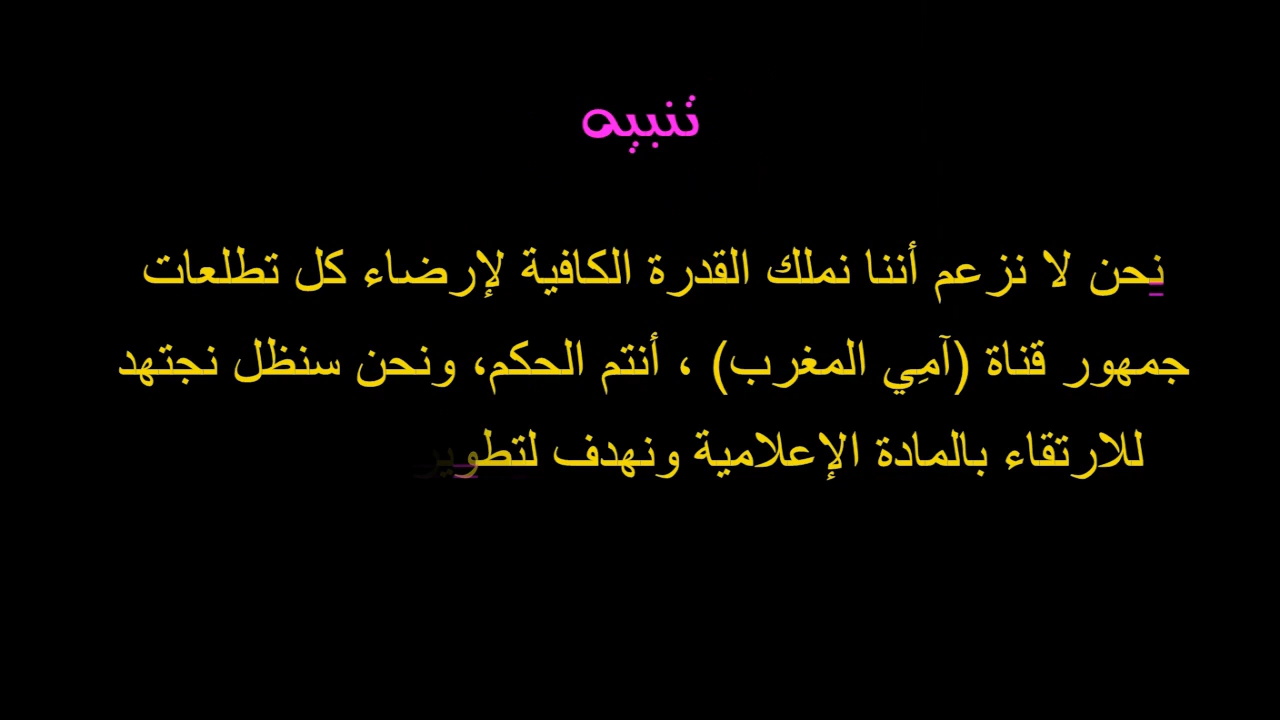 تنبيه
نحن لا نزعم أننا نملك القدرة الكافية لإرضاء كل تطلعات
جمهور قناة (آمِي المغرب) ، أنتم الحكم، ونحن سنظل نجتهد
للارتقاء بالمادة الإعلامية ونهدف لتطوير